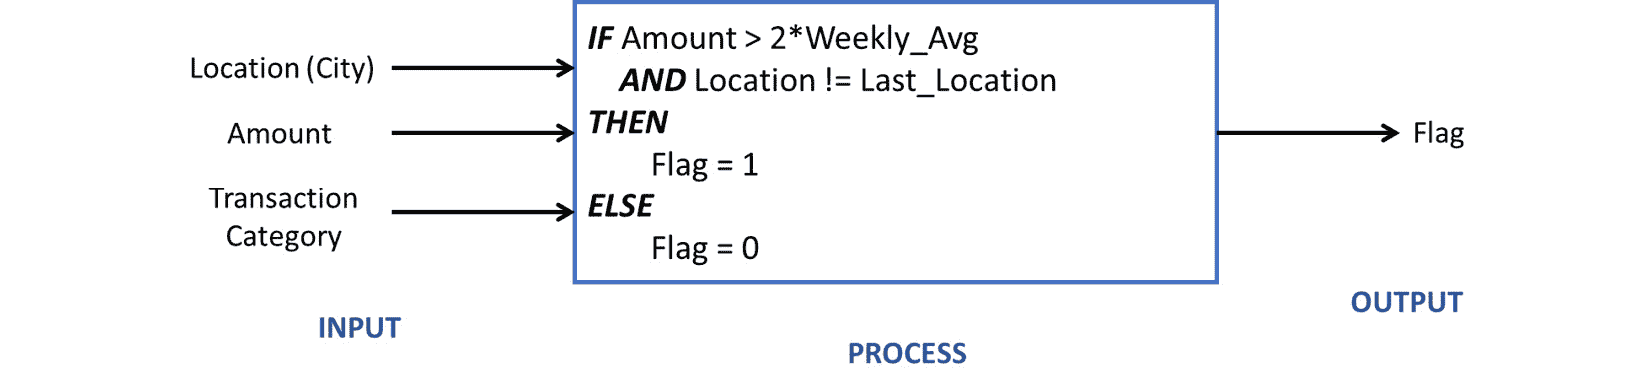 Location (City)
Amount
Transaction
Category
INPUT
IF Amount > 2*Weekly_Avg
AND Location != Last_Location
THEN
Flag = 1
ELSE
Flag = 0
PROCESS
Flag
OUTPUT